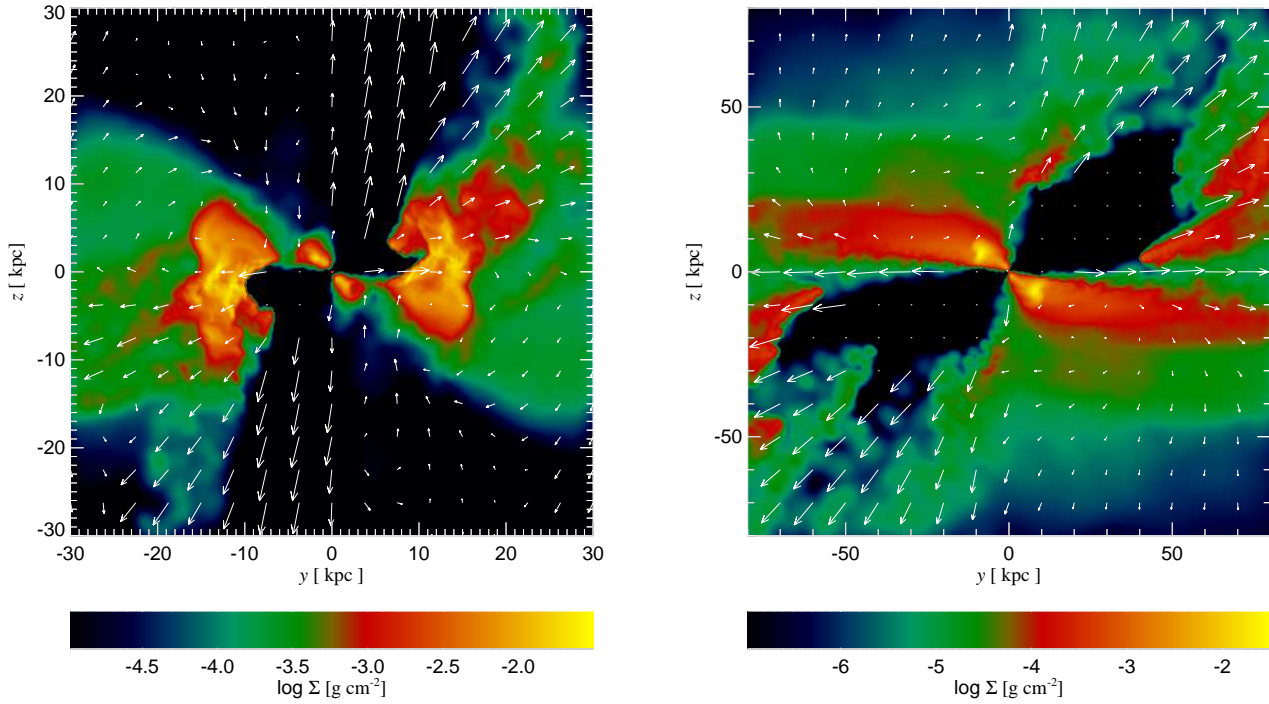 30
20
10
0
-10
-20
-30
z [ kpc ]
-30 -20 -10 0 10 20 30
y [ kpc ]
-4.5 -4.0 -3.5 -3.0 -2.5 -2.0
log Σ [g cm⁻²]
50
0
-50
z [ kpc ]
-50 0 50
y [ kpc ]
-6 -5 -4 -3 -2
log Σ [g cm⁻²]